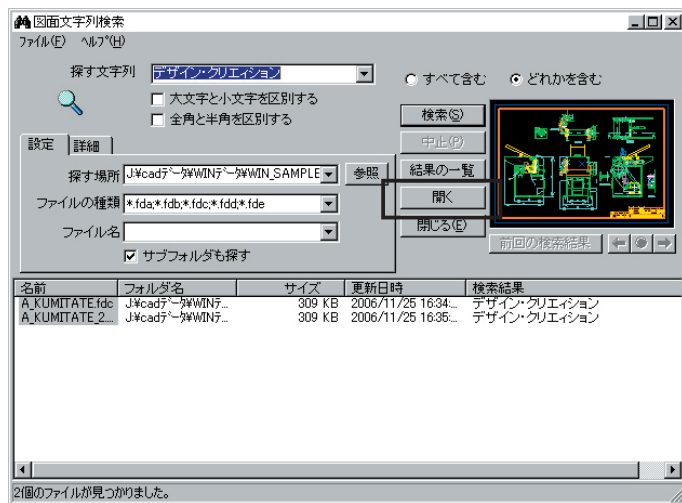 図面文字列検索
ファイル(F) ヘルプ(H)
探す文字列 デザイン・クリエィション
すべて含む どれかを含む
大文字と小文字を区別する
全角と半角を区別する
検索(S)
中止(P)
設定 詳細
結果の一覧
探す場所 J:¥cadデータ¥WINデータ¥WIN_SAMPLE 参照
開く
ファイルの種類 *.fda;*.fdb;*.fdc;*.fdd;*.fde
閉じる(E)
ファイル名
前回の検索結果
サブフォルダも探す
名前 フォルダ名 サイズ 更新日時 検索結果
A_KUMITATE.fdc J:¥cadデータ¥WINデ... 309 KB 2006/11/25 16:34:... デザイン・クリエィション
A_KUMITATE_2... J:¥cadデータ¥WINデ... 309 KB 2006/11/25 16:35:... デザイン・クリエィション
2個のファイルが見つかりました。